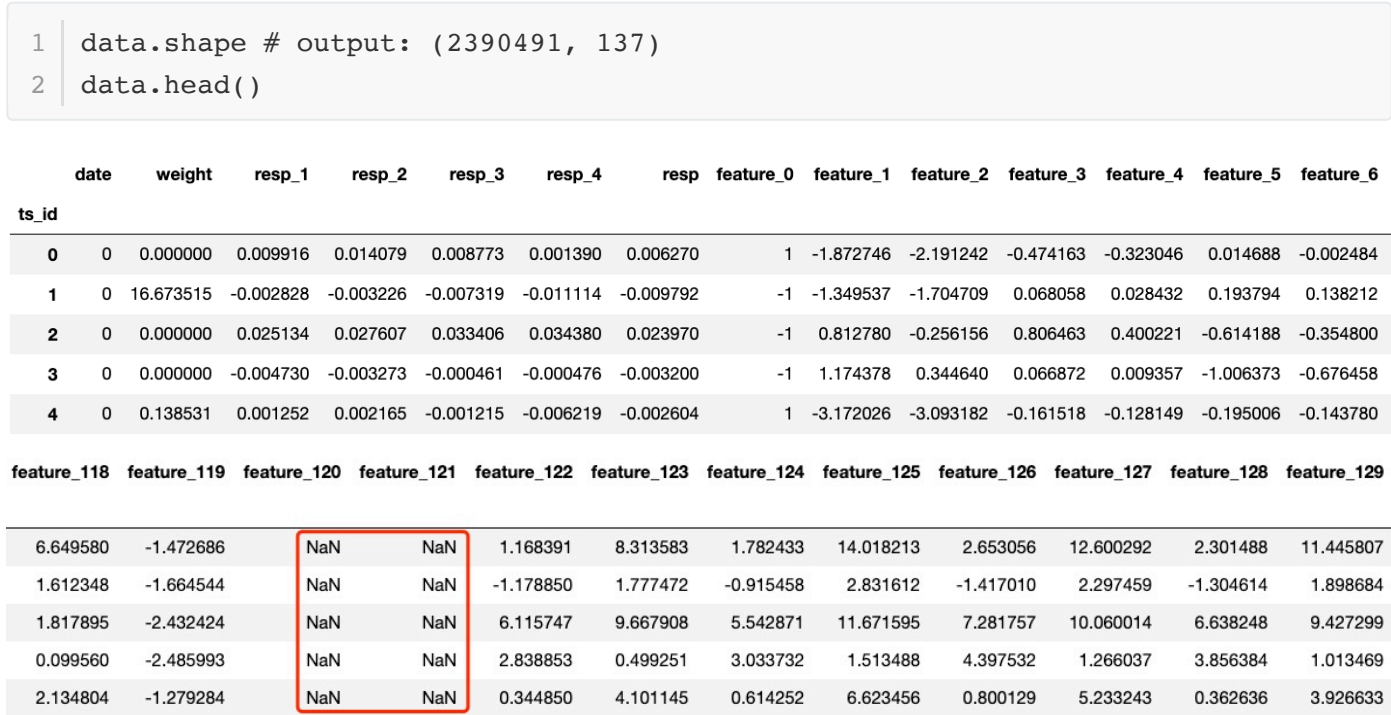 1 data.shape # output: (2390491, 137)
2 data.head()
date weight resp_1 resp_2 resp_3 resp_4 resp feature_0 feature_1 feature_2 feature_3 feature_4 feature_5 feature_6
ts_id
0 0 0.000000 0.009916 0.014079 0.008773 0.001390 0.006270 1 -1.872746 -2.191242 -0.474163 -0.323046 0.014688 -0.002484
1 0 16.673515 -0.002828 -0.003226 -0.007319 -0.011114 -0.009792 -1 -1.349537 -1.704709 0.068058 0.028432 0.193794 0.138212
2 0 0.000000 0.025134 0.027607 0.033406 0.034380 0.023970 -1 0.812780 -0.256156 0.806463 0.400221 -0.614188 -0.354800
3 0 0.000000 -0.004730 -0.003273 -0.000461 -0.000476 -0.003200 -1 1.174378 0.344640 0.066872 0.009357 -1.006373 -0.676458
4 0 0.138531 0.001252 0.002165 -0.001215 -0.006219 -0.002604 1 -3.172026 -3.093182 -0.161518 -0.128149 -0.195006 -0.143780
feature_118 feature_119 feature_120 feature_121 feature_122 feature_123 feature_124 feature_125 feature_126 feature_127 feature_128 feature_129
6.649580 -1.472686 NaN NaN 1.168391 8.313583 1.782433 14.018213 2.653056 12.600292 2.301488 11.445807
1.612348 -1.664544 NaN NaN -1.178850 1.777472 -0.915458 2.831612 -1.417010 2.297459 -1.304614 1.898684
1.817895 -2.432424 NaN NaN 6.115747 9.667908 5.542871 11.671595 7.281757 10.060014 6.638248 9.427299
0.099560 -2.485993 NaN NaN 2.838853 0.499251 3.033732 1.513488 4.397532 1.266037 3.856384 1.013469
2.134804 -1.279284 NaN NaN 0.344850 4.101145 0.614252 6.623456 0.800129 5.233243 0.362636 3.926633